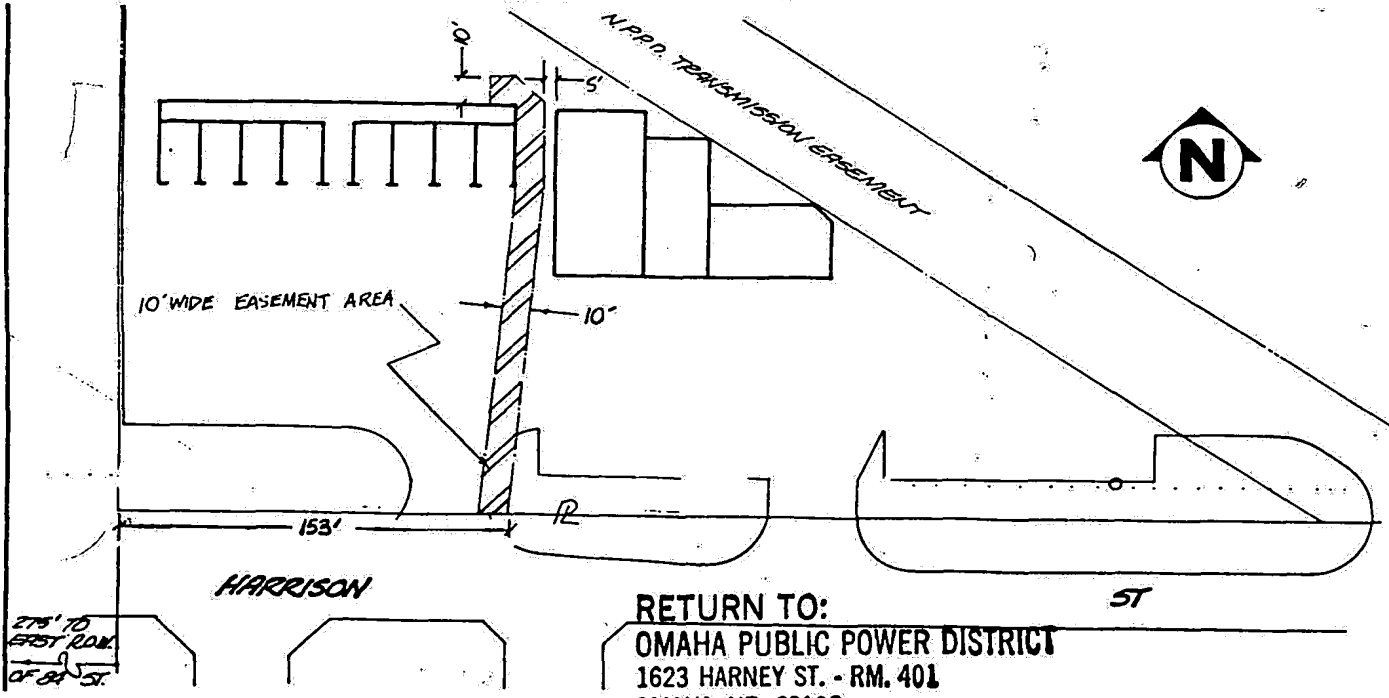 N.P.P.D. TRANSMISSION EASEMENT
5'
N
10' WIDE EASEMENT AREA
10'
153'
PL
HARRISON
ST
275' TO
EAST R.O.W.
OF 84 ST.
RETURN TO:
OMAHA PUBLIC POWER DISTRICT
1623 HARNEY ST. - RM. 401